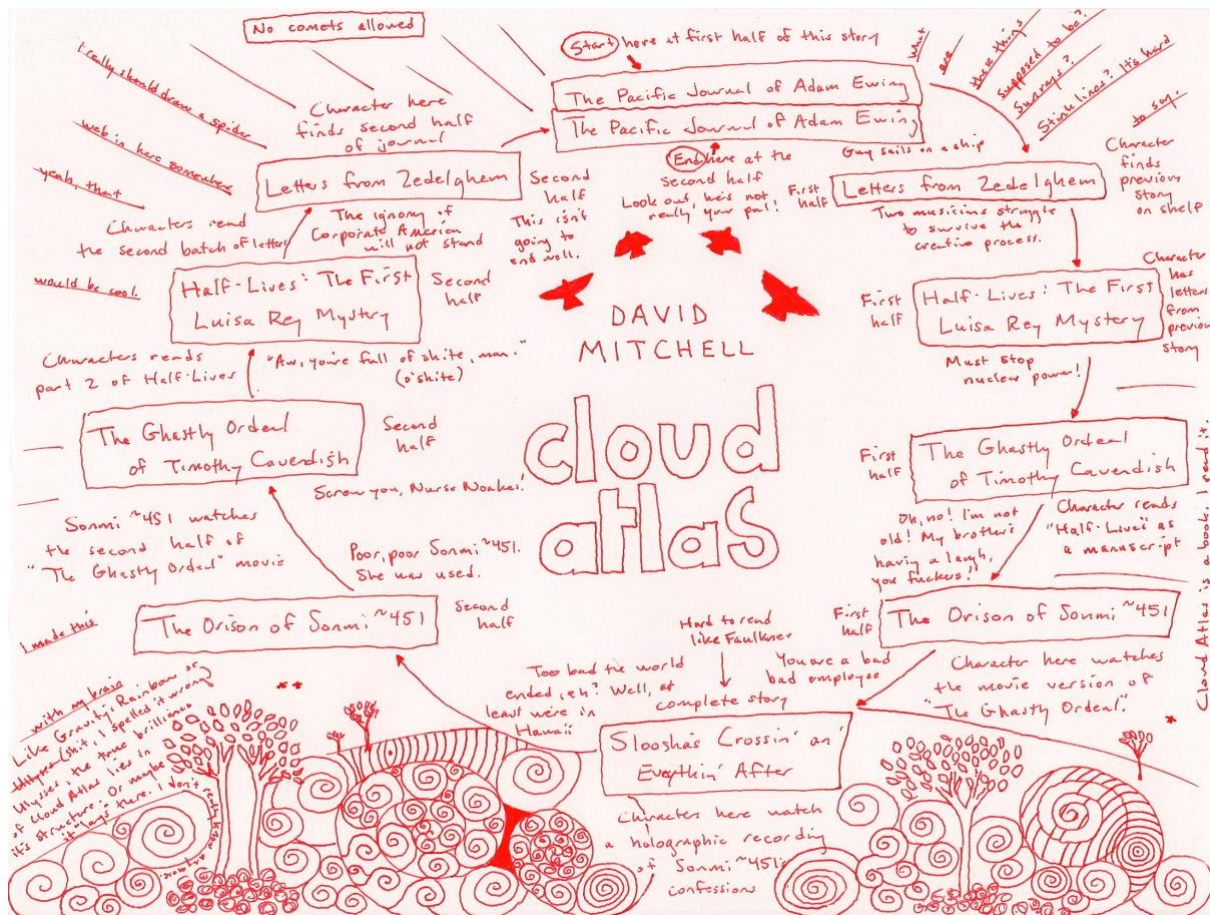 No comets allowed
Start here at first half of this story
The Pacific Journal of Adam Ewing
The Pacific Journal of Adam Ewing
End here at the
second half
Look out, he's not
really your pal!
Guy sails on a ship
what
are
these things
supposed to be?
Sunrays?
Stink lines? It's hard
to say.
First
half
Letters from Zedelghem
Character
finds
previous
story
on shelf
Two musicians struggle
to survive the
creative process.
First
half
Half-Lives: The First
Luisa Rey Mystery
Character
has
letters
from
previous
story
Must stop
nuclear power!
First
half
The Ghastly Ordeal
of Timothy Cavendish
Oh, no! I'm not
old! My brother's
having a laugh,
you fuckers!
Character reads
"Half-Lives" as
a manuscript
First
half
The Orison of Sonmi ~451
You are a bad
bad employee
Character here watches
the movie version of
"The Ghastly Ordeal."
Cloud Atlas is a book. I read it.
*
Hard to read
like Faulkner
complete story
Sloosha's Crossin' an'
Ev'rythin' After
Character here watch
a holographic recording
of Sonmi ~451's
confession
Too bad the world
ended, eh? Well, at
least we're in
Hawaii
The Orison of Sonmi ~451
Second
half
Poor, poor Sonmi ~451.
She was used.
Sonmi ~451 watches
the second half of
"The Ghastly Ordeal" movie
The Ghastly Ordeal
of Timothy Cavendish
Second
half
Screw you, Nurse Noakes!
Characters reads
part 2 of Half-Lives
"Aw, you're full of shite, man."
(o'shite)
Half-Lives: The First
Luisa Rey Mystery
Second
half
The ignomy of
Corporate America
will not stand
Characters read
the second batch of letters
Letters from Zedelghem
Second
half
This isn't
going to
end well.
Character here
finds second half
of journal
I really should draw a spider
web in here somewhere
yeah, that
would be cool.
I made this
with my brain
**
Like Gravity's Rainbow or
(shit, I spelled it wrong)
Ulysses, the true brilliance
of Cloud Atlas lies in
it's structure. Or maybe
it "lays" there. I don't really know any
more.
DAVID
MITCHELL
cloud
atlas